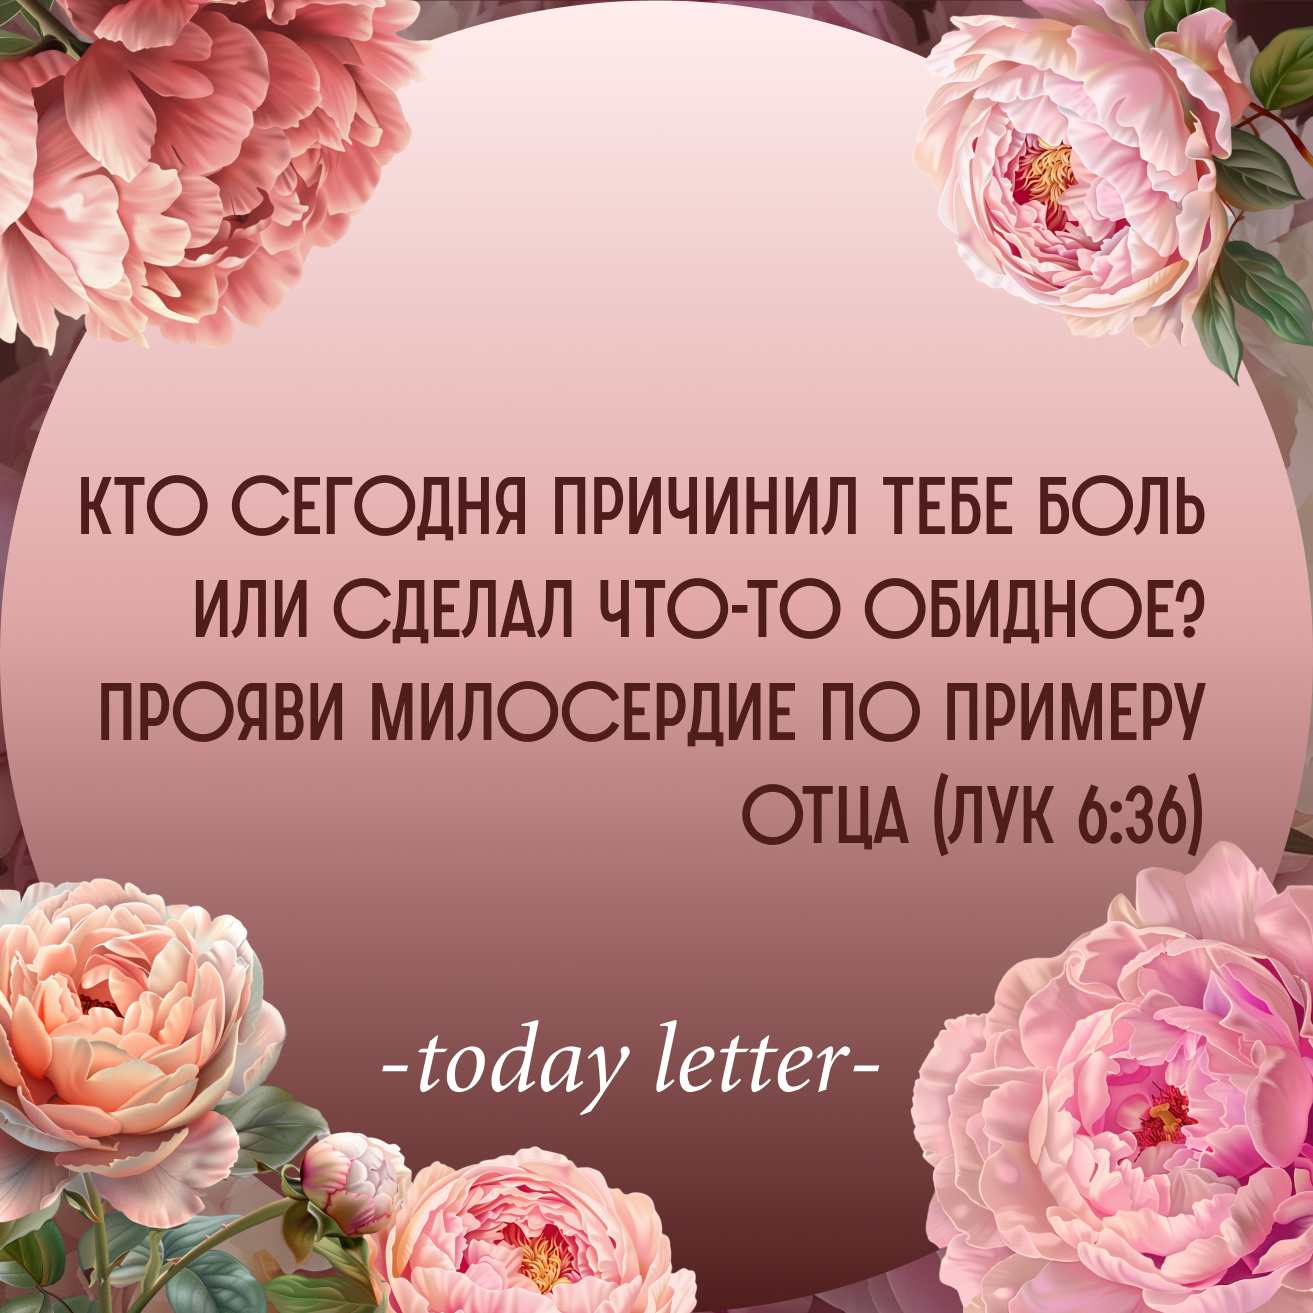 КТО СЕГОДНЯ ПРИЧИНИЛ ТЕБЕ БОЛЬ
ИЛИ СДЕЛАЛ ЧТО-ТО ОБИДНОЕ?
ПРОЯВИ МИЛОСЕРДИЕ ПО ПРИМЕРУ
ОТЦА (ЛУК 6:36)
-today letter-